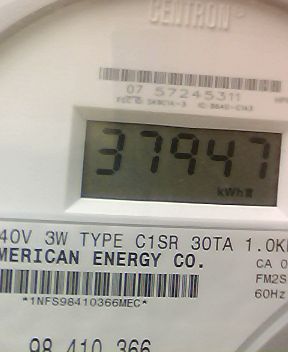 CENTRON
07 57245311
37947
kWh
40V 3W TYPE C1SR 30TA 1.0K
MERICAN ENERGY CO.
CA 0
FM2S
60Hz
*1NFS98410366MEC*
98 410 366